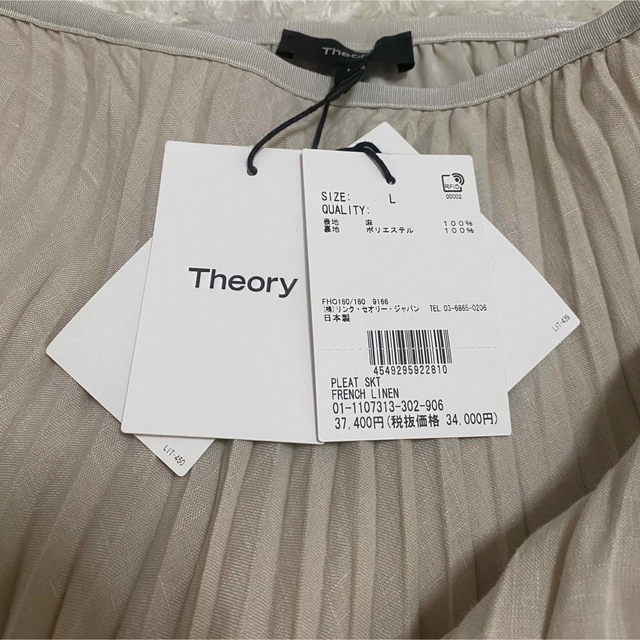 Theory
Theory
SIZE: L
RFID
00002
QUALITY:
表地 麻 100%
裏地 ポリエステル 100%
FHO160/160 9166
(株)リンク・セオリー・ジャパン TEL.03-6865-0206
日本製
4549295922810
PLEAT SKT
FRENCH LINEN
01-1107313-302-906
37,400円(税抜価格 34,000円)
LIT-439
LIT-450